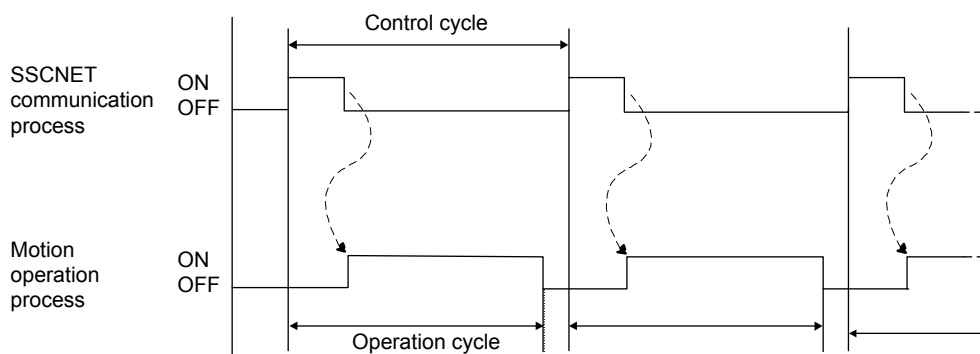 Control cycle
SSCNET
communication
process
ON
OFF
Motion
operation
process
ON
OFF
Operation cycle